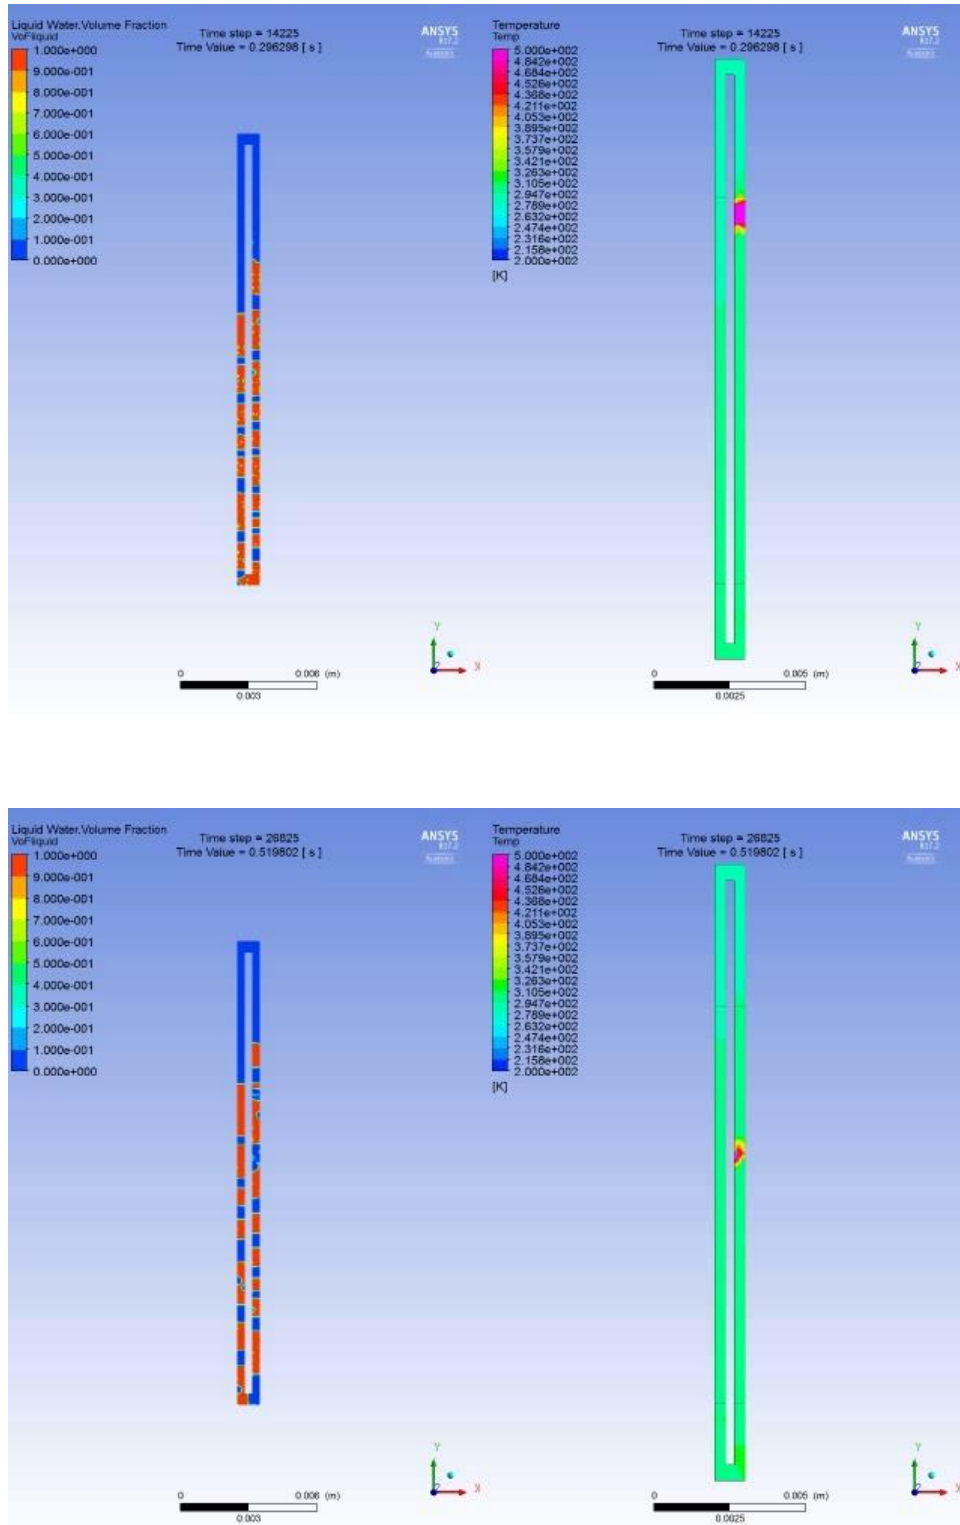 Liquid Water.Volume Fraction
VoFliquid
1.000e+000
9.000e-001
8.000e-001
7.000e-001
6.000e-001
5.000e-001
4.000e-001
3.000e-001
2.000e-001
1.000e-001
0.000e+000
Time step = 14225
Time Value = 0.296298 [ s ]
ANSYS
R17.2
Y
Z
X
0
0.006 (m)
0.003
Temperature
Temp
5.000e+002
4.842e+002
4.684e+002
4.526e+002
4.368e+002
4.211e+002
4.053e+002
3.895e+002
3.737e+002
3.579e+002
3.421e+002
3.263e+002
3.105e+002
2.947e+002
2.789e+002
2.632e+002
2.474e+002
2.316e+002
2.158e+002
2.000e+002
[K]
Time step = 14225
Time Value = 0.296298 [ s ]
ANSYS
R17.2
Y
Z
X
0
0.005 (m)
0.0025
Liquid Water.Volume Fraction
VoFliquid
1.000e+000
9.000e-001
8.000e-001
7.000e-001
6.000e-001
5.000e-001
4.000e-001
3.000e-001
2.000e-001
1.000e-001
0.000e+000
Time step = 26825
Time Value = 0.519802 [ s ]
ANSYS
R17.2
Y
Z
X
0
0.006 (m)
0.003
Temperature
Temp
5.000e+002
4.842e+002
4.684e+002
4.526e+002
4.368e+002
4.211e+002
4.053e+002
3.895e+002
3.737e+002
3.579e+002
3.421e+002
3.263e+002
3.105e+002
2.947e+002
2.789e+002
2.632e+002
2.474e+002
2.316e+002
2.158e+002
2.000e+002
[K]
Time step = 26825
Time Value = 0.519802 [ s ]
ANSYS
R17.2
Y
Z
X
0
0.005 (m)
0.0025